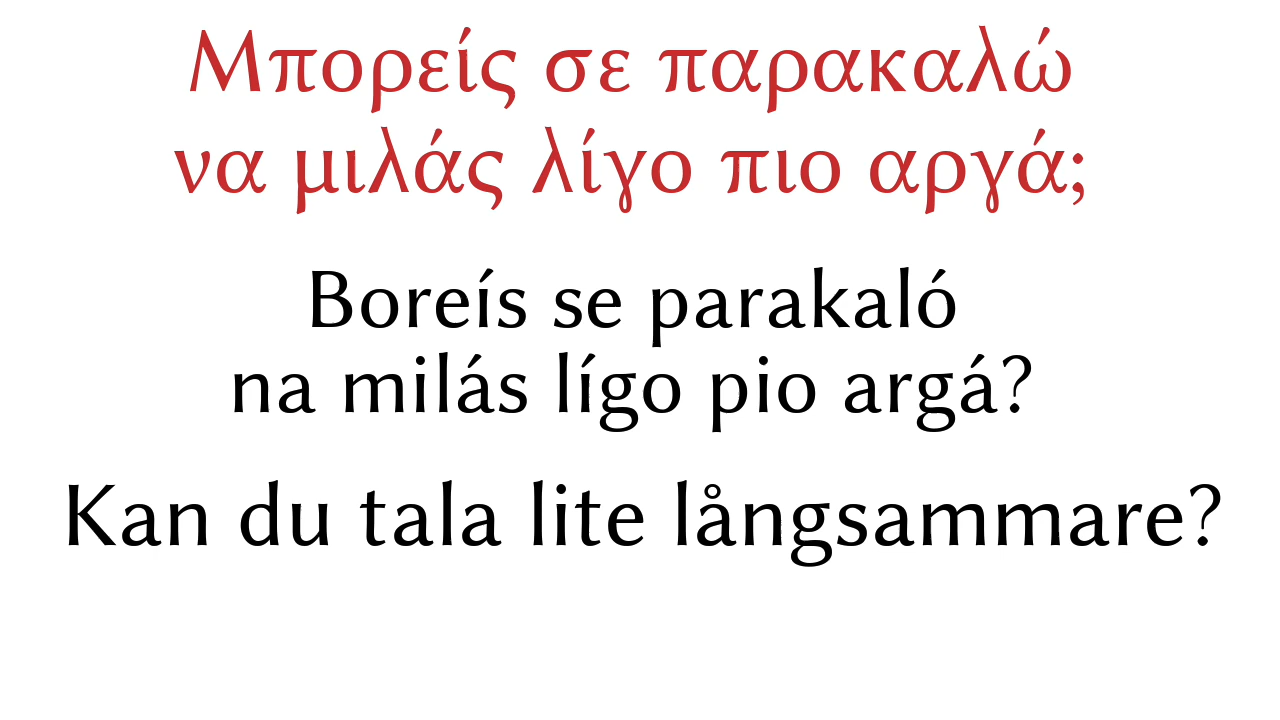 Μπορείς σε παρακαλώ
να μιλάς λίγο πιο αργά;
Boreís se parakaló
na milás lígo pio argá?
Kan du tala lite långsammare?